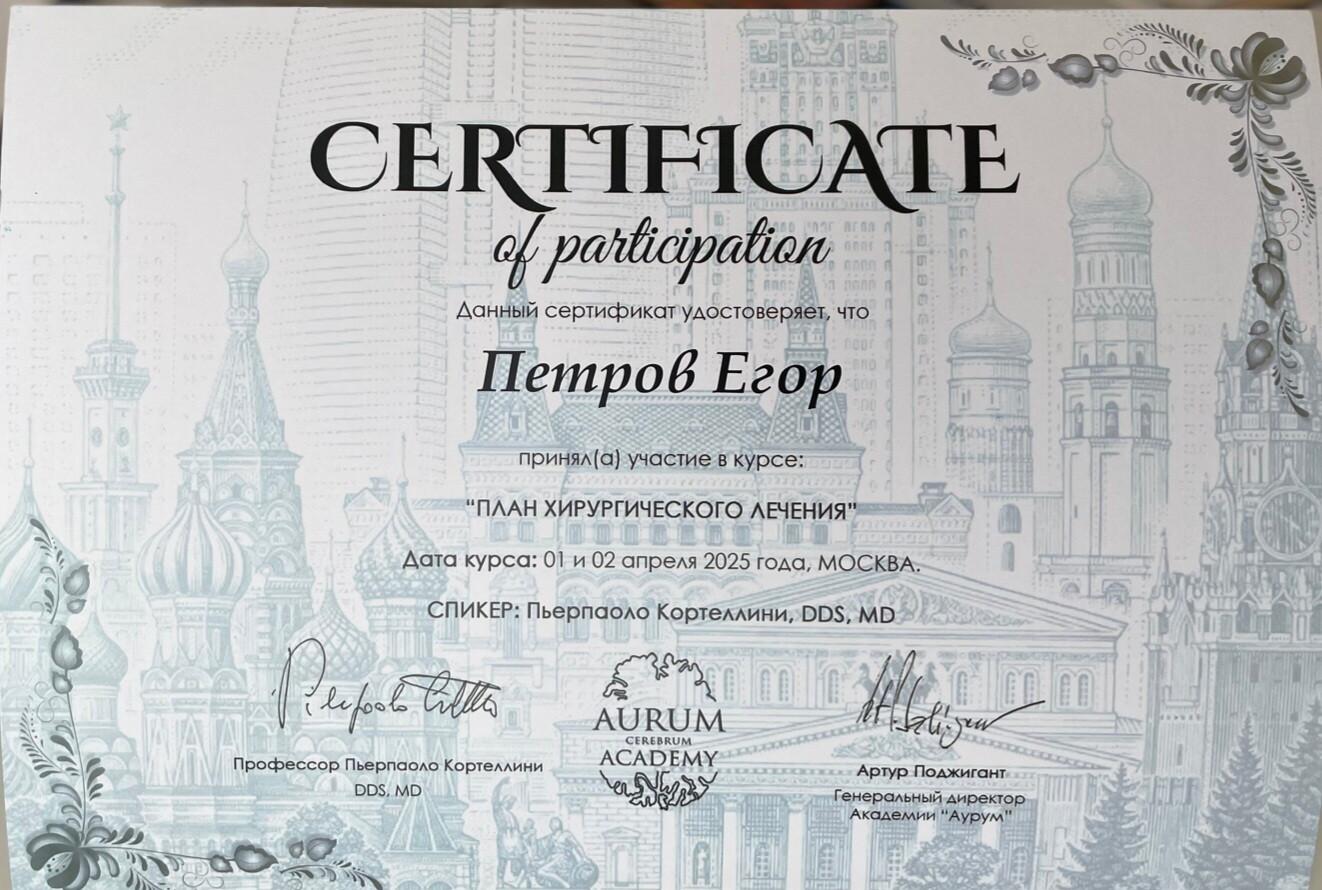 CERTIFICATE
of participation
Данный сертификат удостоверяет, что
Петров Егор
принял(а) участие в курсе:
“ПЛАН ХИРУРГИЧЕСКОГО ЛЕЧЕНИЯ”
Дата курса: 01 и 02 апреля 2025 года, МОСКВА.
СПИКЕР: Пьерпаоло Кортеллини, DDS, MD
AURUM
CEREBRUM
ACADEMY
Профессор Пьерпаоло Кортеллини
DDS, MD
Артур Поджигант
Генеральный директор
Академии “Аурум”